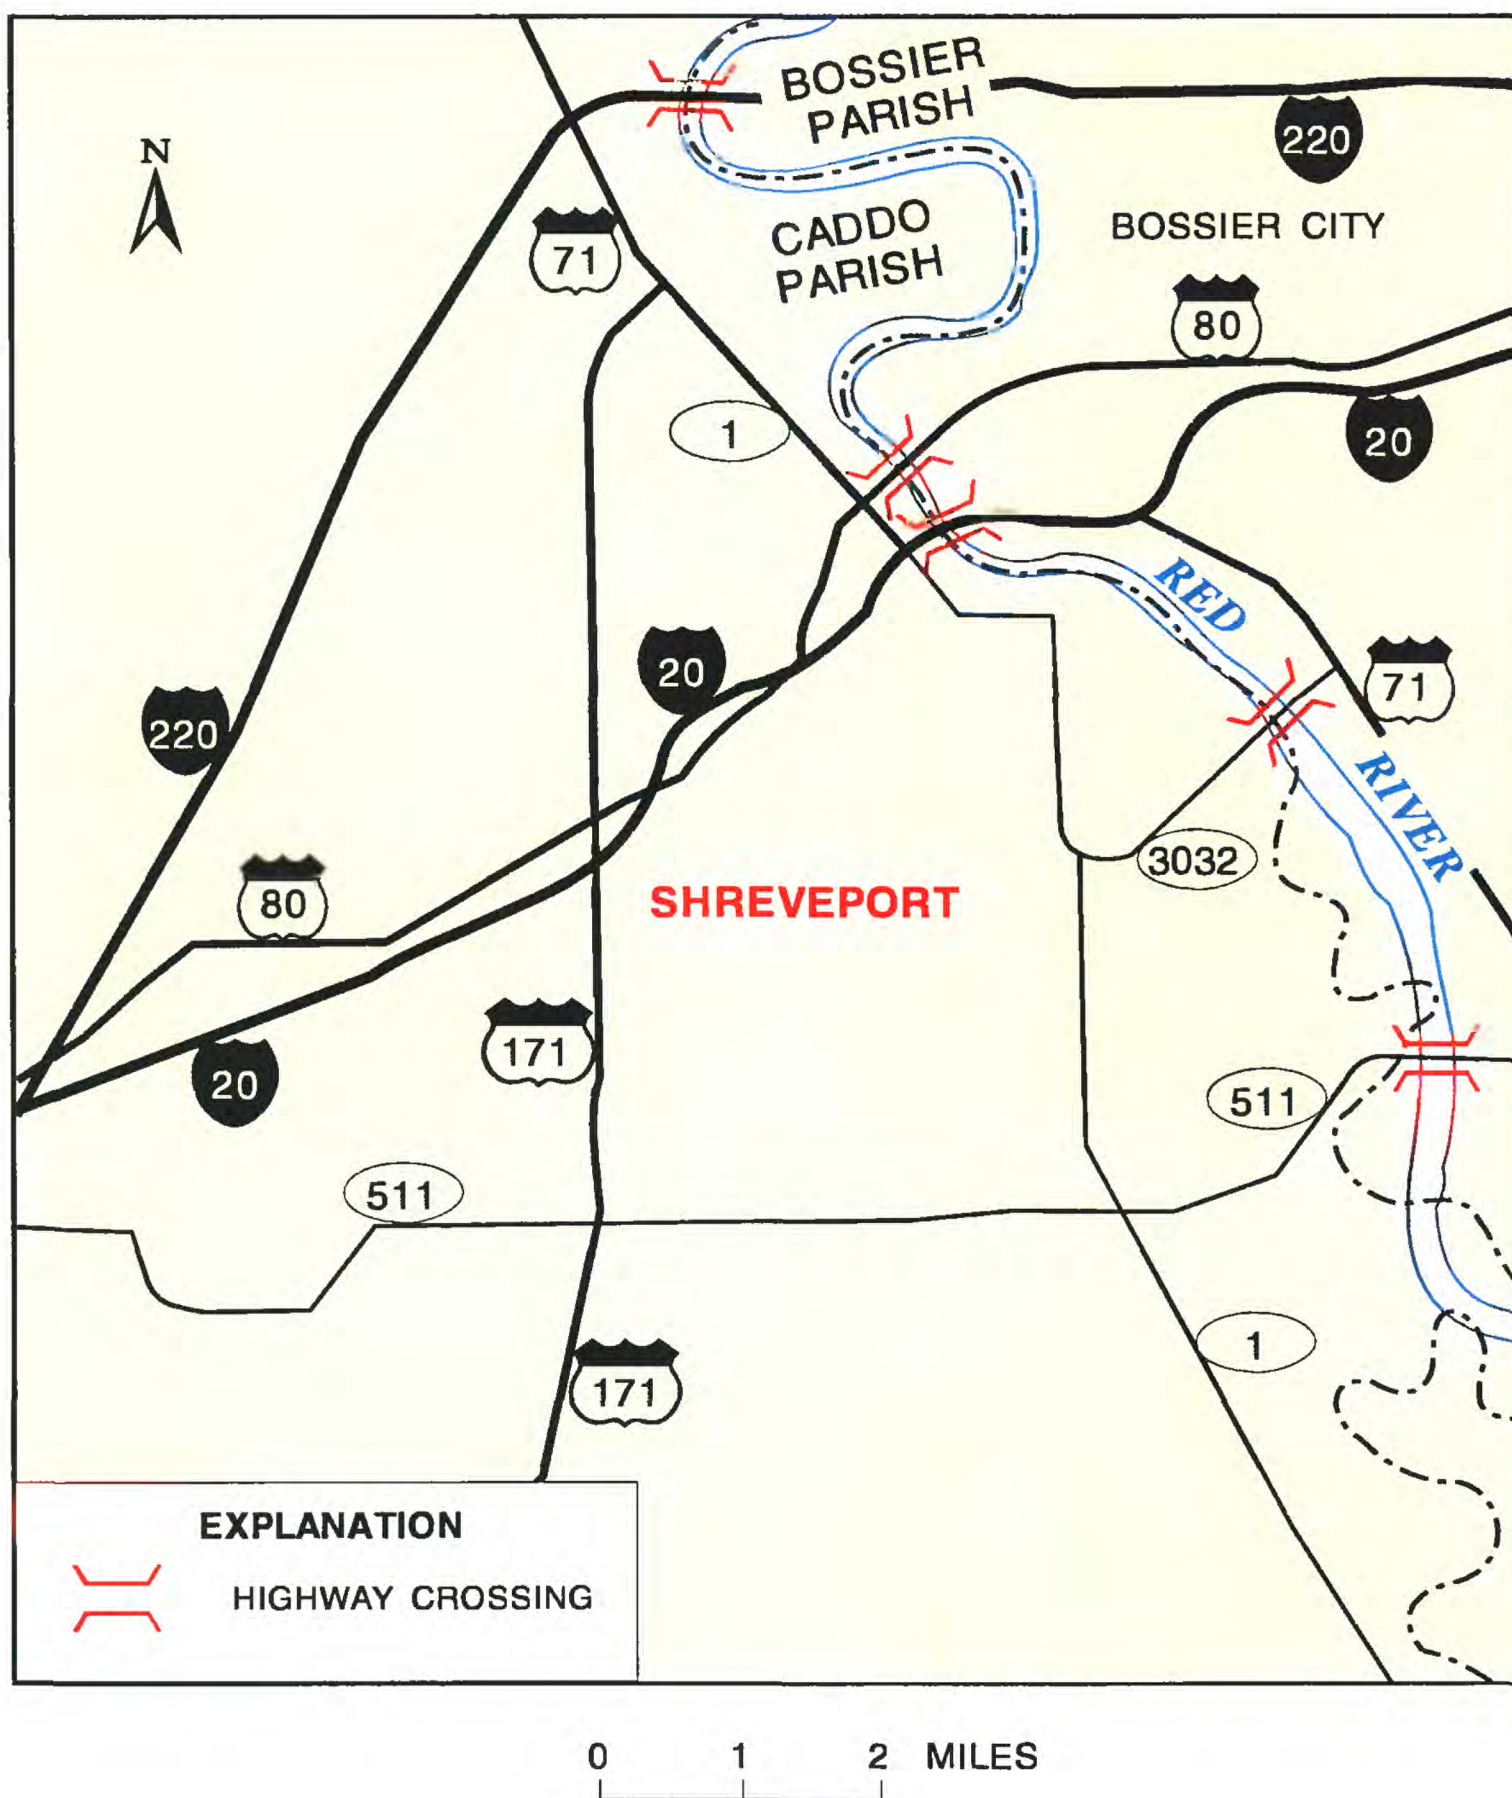 BOSSIER
PARISH
220
N
CADDO
PARISH
BOSSIER CITY
71
80
1
20
RED
20
71
220
RIVER
3032
80
SHREVEPORT
171
20
511
511
1
171
EXPLANATION
HIGHWAY CROSSING
0 1 2 MILES